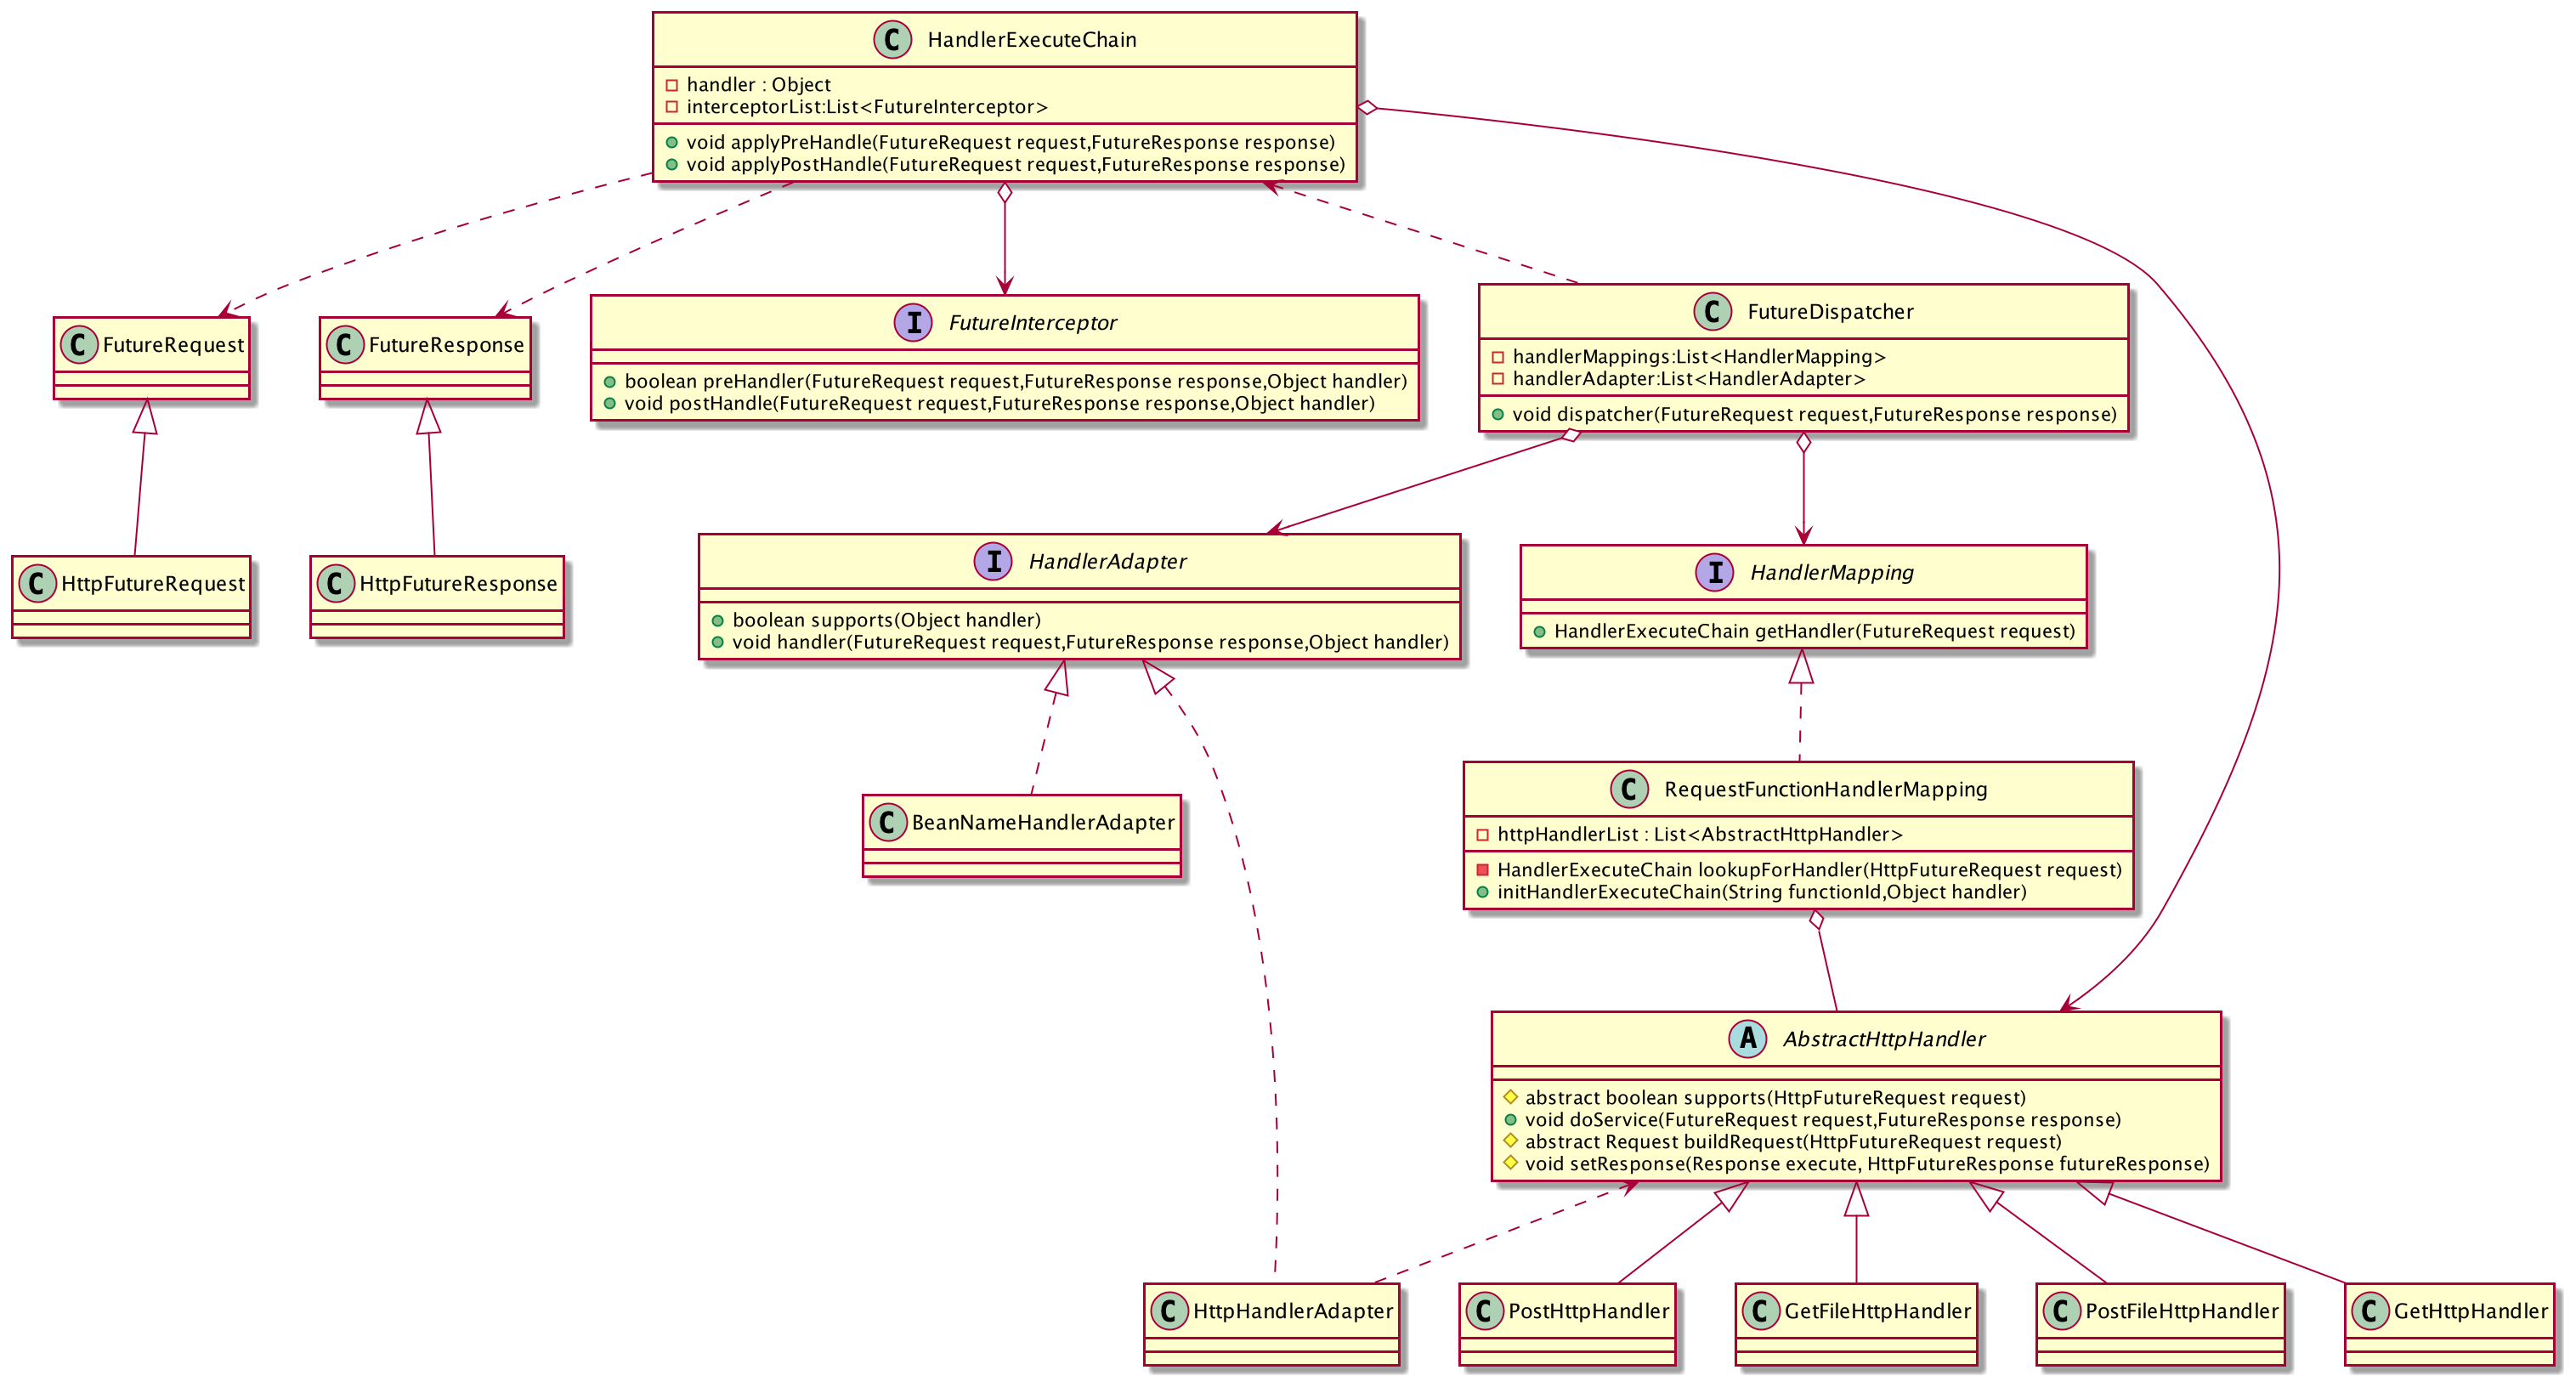 C HandlerExecuteChain
handler : Object
interceptorList:List<FutureInterceptor>
void applyPreHandle(FutureRequest request,FutureResponse response)
void applyPostHandle(FutureRequest request,FutureResponse response)
C FutureRequest
C FutureResponse
I FutureInterceptor
boolean preHandler(FutureRequest request,FutureResponse response,Object handler)
void postHandle(FutureRequest request,FutureResponse response,Object handler)
C FutureDispatcher
handlerMappings:List<HandlerMapping>
handlerAdapter:List<HandlerAdapter>
void dispatcher(FutureRequest request,FutureResponse response)
C HttpFutureRequest
C HttpFutureResponse
I HandlerAdapter
boolean supports(Object handler)
void handler(FutureRequest request,FutureResponse response,Object handler)
I HandlerMapping
HandlerExecuteChain getHandler(FutureRequest request)
C BeanNameHandlerAdapter
C RequestFunctionHandlerMapping
httpHandlerList : List<AbstractHttpHandler>
HandlerExecuteChain lookupForHandler(HttpFutureRequest request)
initHandlerExecuteChain(String functionId,Object handler)
A AbstractHttpHandler
abstract boolean supports(HttpFutureRequest request)
void doService(FutureRequest request,FutureResponse response)
abstract Request buildRequest(HttpFutureRequest request)
void setResponse(Response execute, HttpFutureResponse futureResponse)
C HttpHandlerAdapter
C PostHttpHandler
C GetFileHttpHandler
C PostFileHttpHandler
C GetHttpHandler